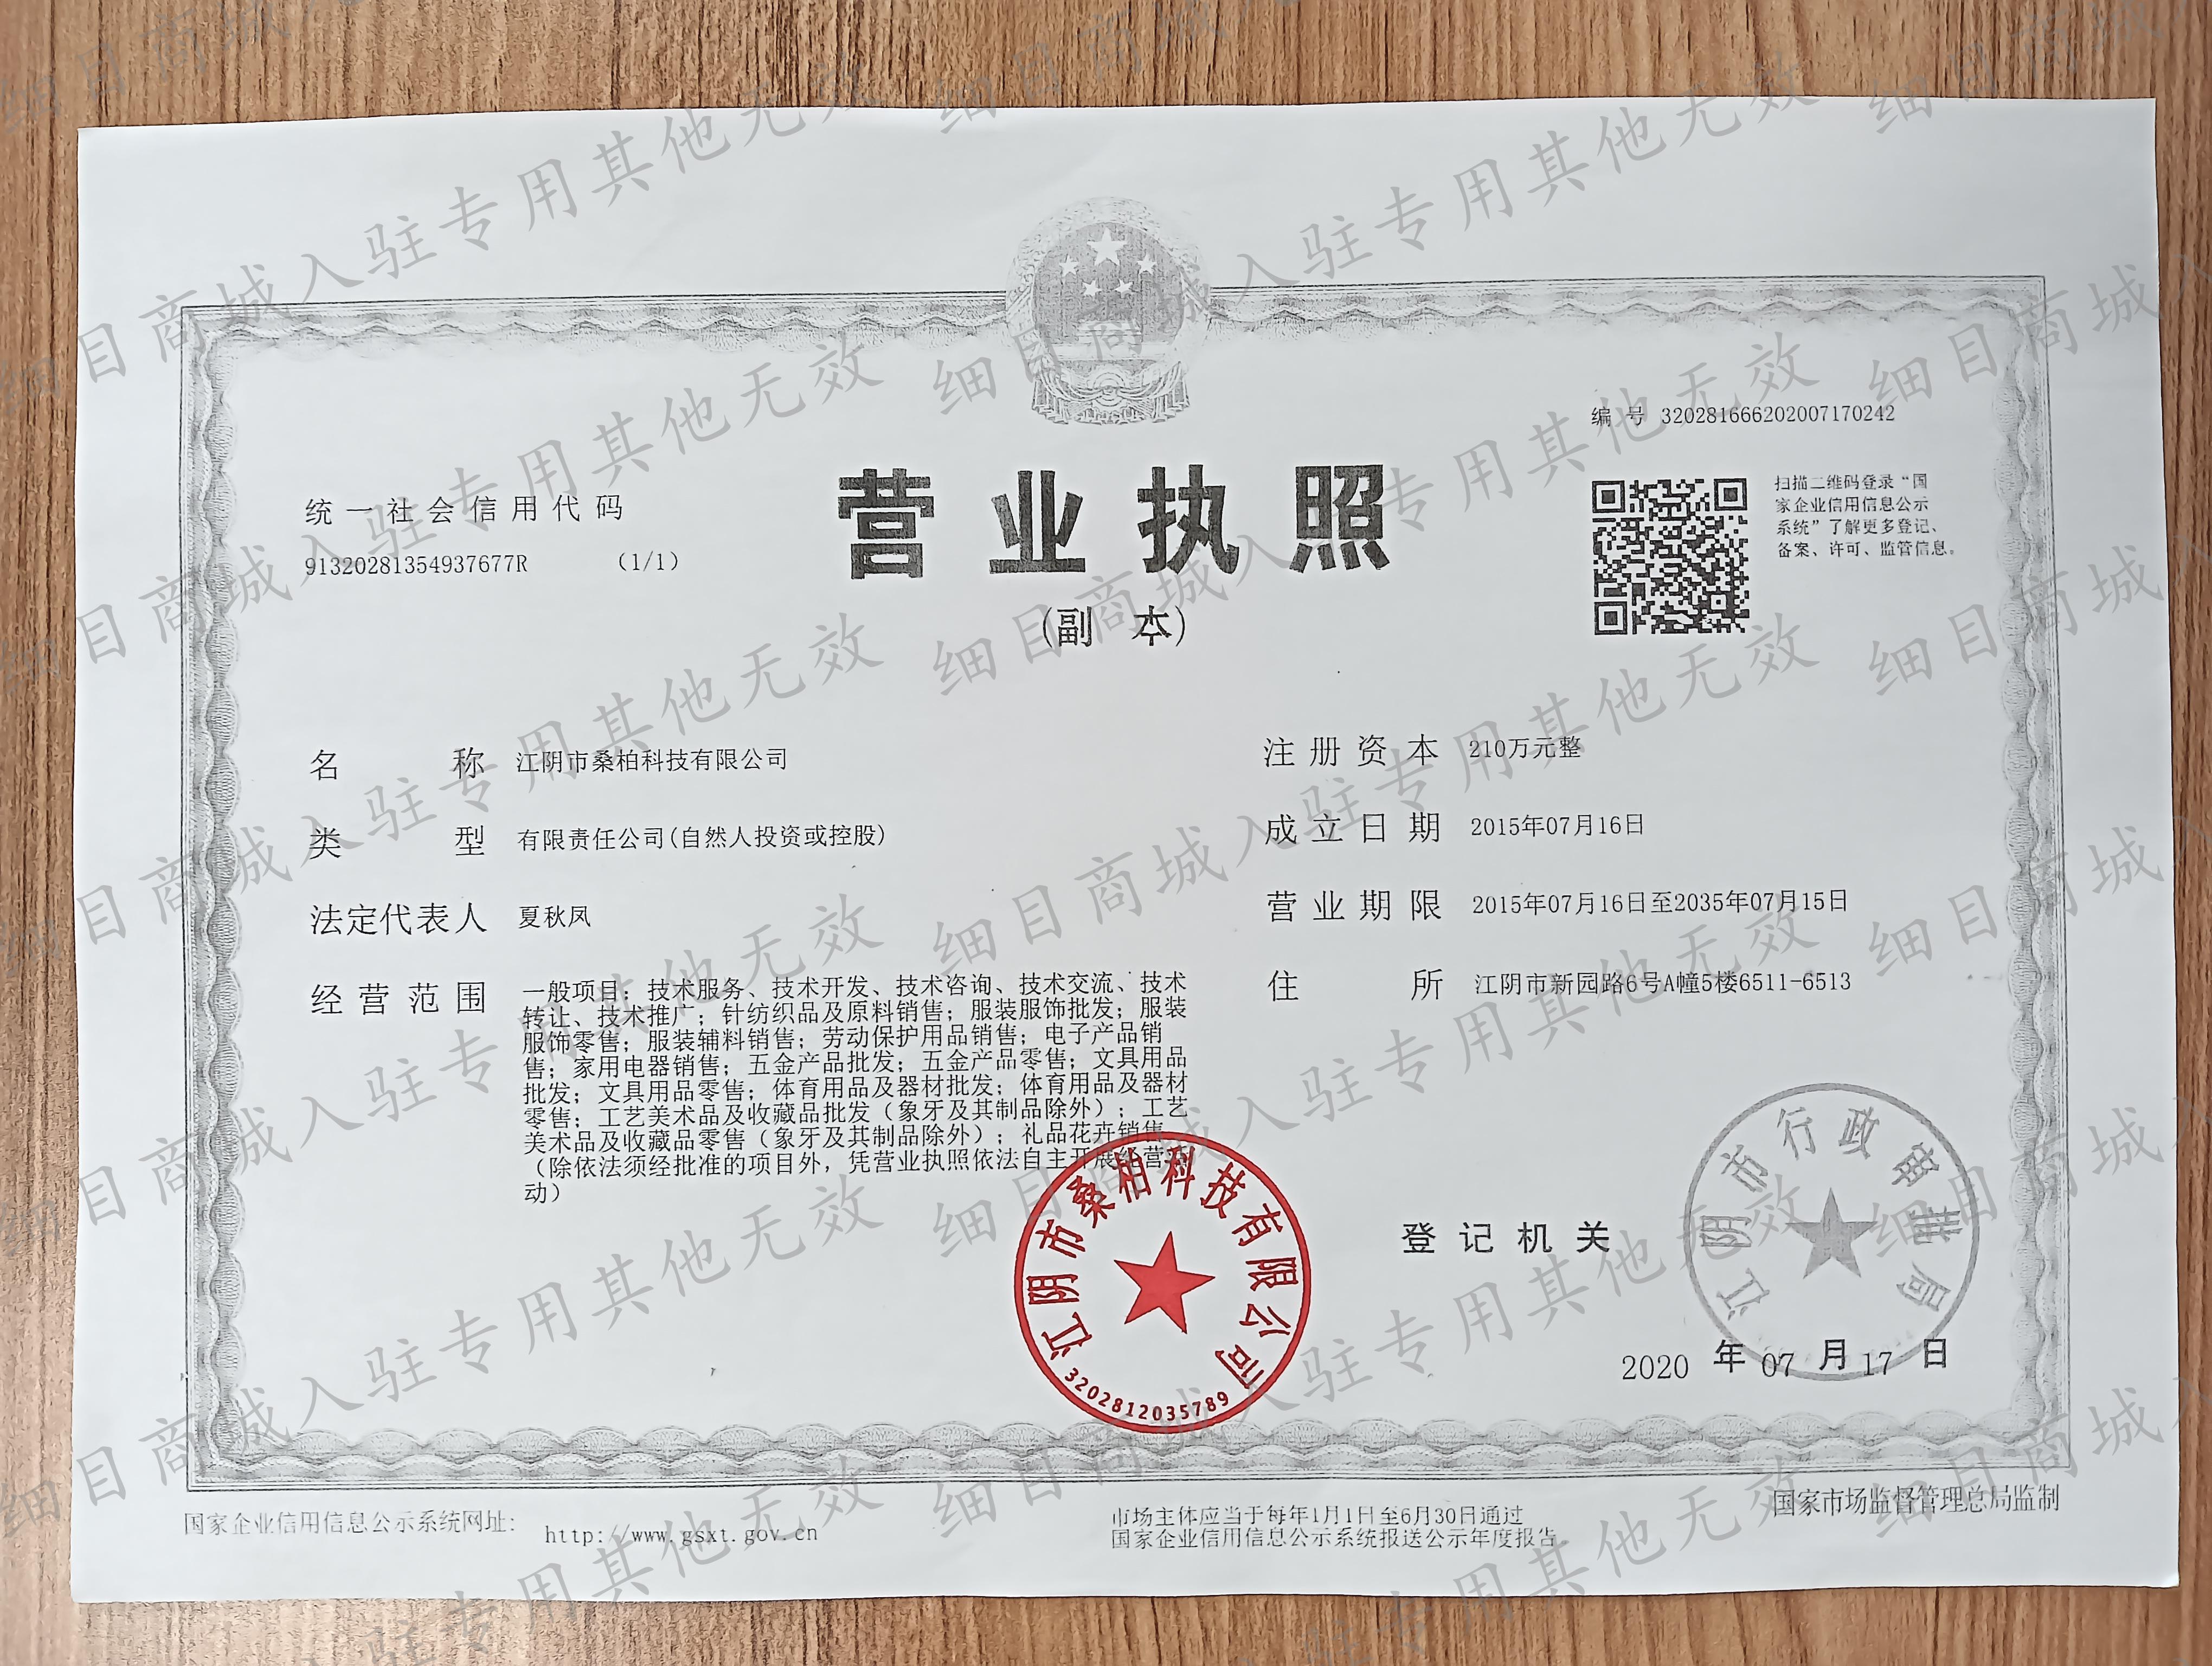 编 号 320281666202007170242
统一社会信用代码
91320281354937677R （1/1）
营业执照
（副 本）
扫描二维码登录“国
家企业信用信息公示
系统”了解更多登记、
备案、许可、监管信息。
名 称 江阴市桑柏科技有限公司
类 型 有限责任公司(自然人投资或控股)
法定代表人 夏秋凤
经营范围 一般项目：技术服务、技术开发、技术咨询、技术交流、技术
转让、技术推广；针纺织品及原料销售；服装服饰批发；服装
服饰零售；服装辅料销售；劳动保护用品销售；电子产品销
售；家用电器销售；五金产品批发；五金产品零售；文具用品
批发；文具用品零售；体育用品及器材批发；体育用品及器材
零售；工艺美术品及收藏品批发（象牙及其制品除外）；工艺
美术品及收藏品零售（象牙及其制品除外）；礼品花卉销售
（除依法须经批准的项目外，凭营业执照依法自主开展经营活
动）
注册资本 210万元整
成立日期 2015年07月16日
营业期限 2015年07月16日至2035年07月15日
住 所 江阴市新园路6号A幢5楼6511-6513
江阴市桑柏科技有限公司
3202812035789
登记机关
江阴市行政审批局
2020 年 07 月 17 日
国家企业信用信息公示系统网址： http://www.gsxt.gov.cn
市场主体应当于每年1月1日至6月30日通过
国家企业信用信息公示系统报送公示年度报告
国家市场监督管理总局监制
细目商城入驻专用其他无效